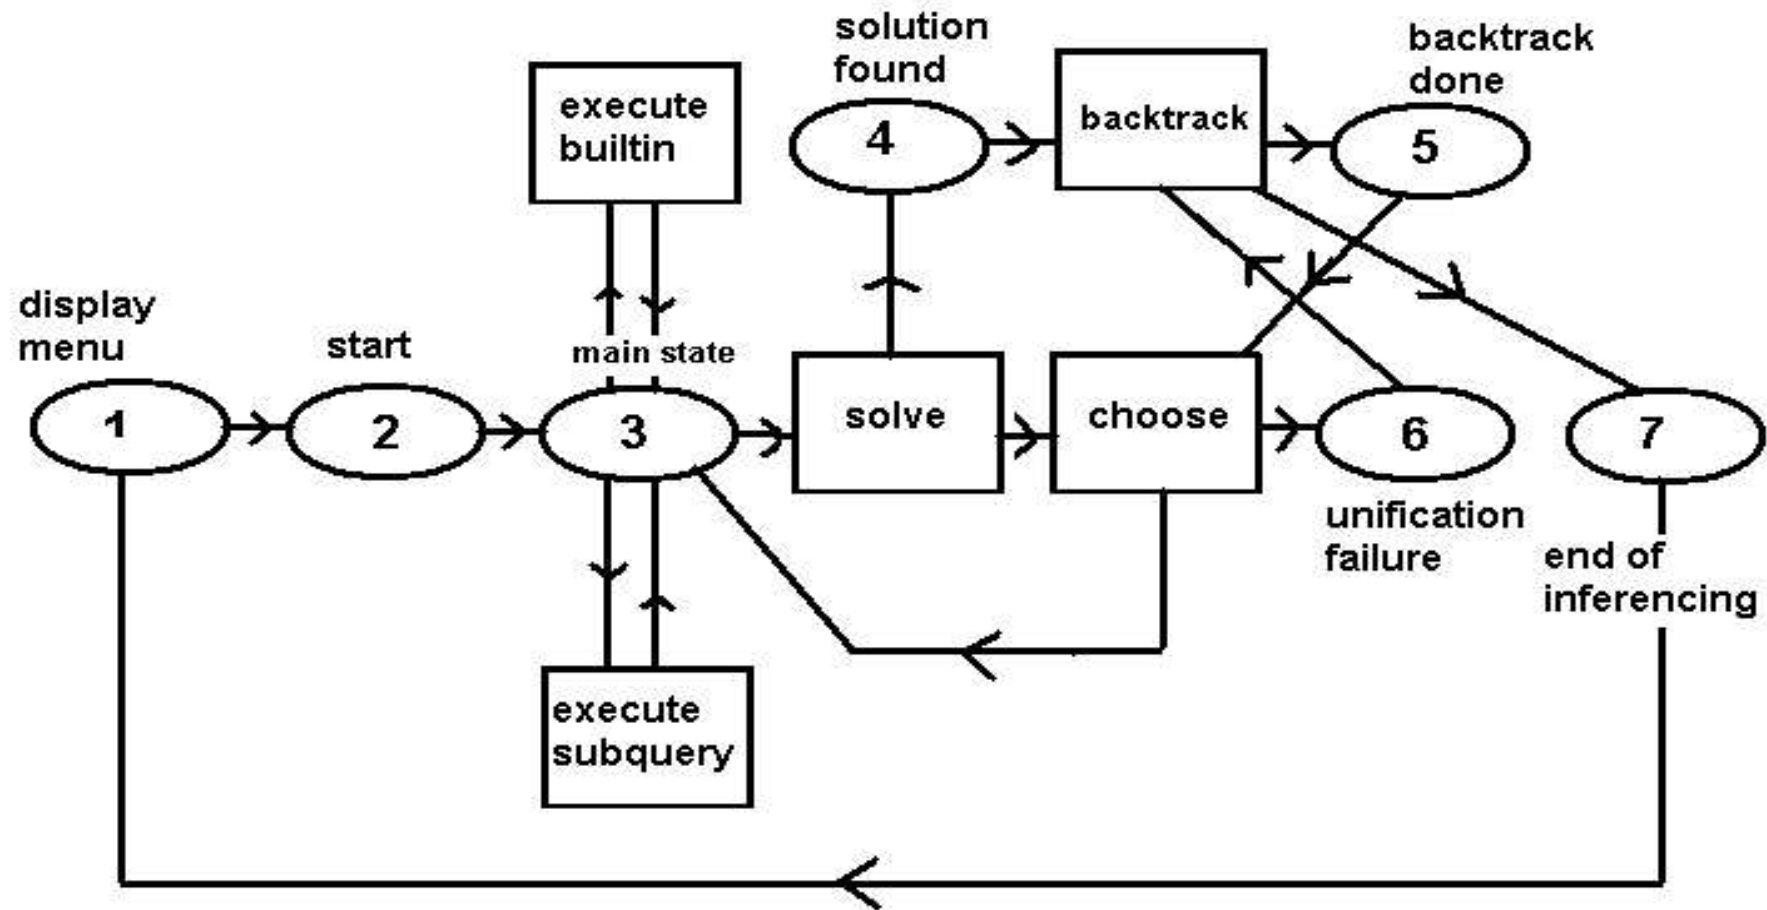 solution
found
backtrack
done
execute
builtin
4
backtrack
5
display
menu
start
main state
1
2
3
solve
choose
6
7
unification
failure
end of
inferencing
execute
subquery